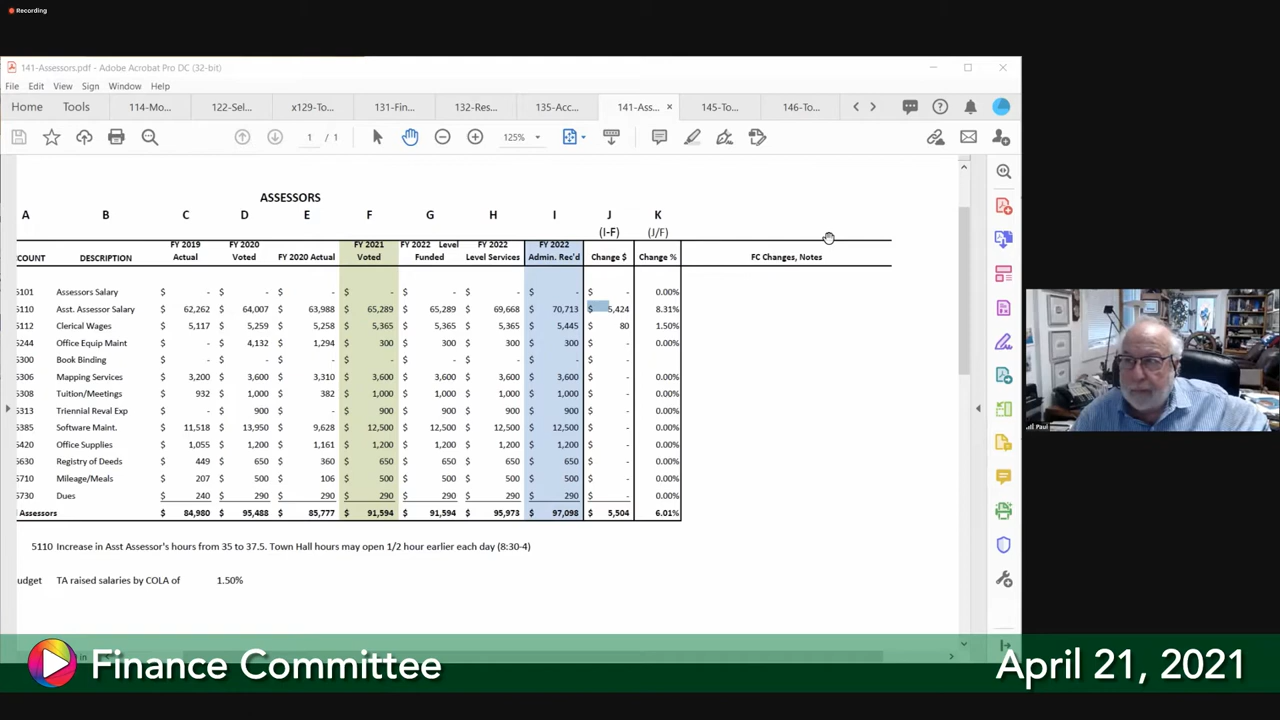 Recording
141-Assessors.pdf - Adobe Acrobat Pro DC (32-bit)
File Edit View Sign Window Help
Home Tools 114-Mo... 122-Sel... x129-To... 131-Fin... 132-Res... 135-Acc... 141-Ass... × 145-To... 146-To...
1 / 1 125%
ASSESSORS
A B C D E F G H I J K
(I-F) (J/F)
FY 2019 FY 2020 FY 2021 FY 2022 Level FY 2022 FY 2022
COUNT DESCRIPTION Actual Voted FY 2020 Actual Voted Funded Level Services Admin. Rec'd Change $ Change % FC Changes, Notes
5101 Assessors Salary $ - $ - $ - $ - $ - $ - $ - $ - 0.00%
5110 Asst. Assessor Salary $ 62,262 $ 64,007 $ 63,988 $ 65,289 $ 65,289 $ 69,668 $ 70,713 $ 5,424 8.31%
5112 Clerical Wages $ 5,117 $ 5,259 $ 5,258 $ 5,365 $ 5,365 $ 5,365 $ 5,445 $ 80 1.50%
5244 Office Equip Maint $ - $ 4,132 $ 1,294 $ 300 $ 300 $ 300 $ 300 $ - 0.00%
5300 Book Binding $ - $ - $ - $ - $ - $ - $ - $ -
5306 Mapping Services $ 3,200 $ 3,600 $ 3,310 $ 3,600 $ 3,600 $ 3,600 $ 3,600 $ - 0.00%
5308 Tuition/Meetings $ 932 $ 1,000 $ 382 $ 1,000 $ 1,000 $ 1,000 $ 1,000 $ - 0.00%
5313 Triennial Reval Exp $ - $ 900 $ - $ 900 $ 900 $ 900 $ 900 $ - 0.00%
5385 Software Maint. $ 11,518 $ 13,950 $ 9,628 $ 12,500 $ 12,500 $ 12,500 $ 12,500 $ - 0.00%
5420 Office Supplies $ 1,055 $ 1,200 $ 1,161 $ 1,200 $ 1,200 $ 1,200 $ 1,200 $ - 0.00%
5630 Registry of Deeds $ 449 $ 650 $ 360 $ 650 $ 650 $ 650 $ 650 $ - 0.00%
5710 Mileage/Meals $ 207 $ 500 $ 106 $ 500 $ 500 $ 500 $ 500 $ - 0.00%
5730 Dues $ 240 $ 290 $ 290 $ 290 $ 290 $ 290 $ 290 $ - 0.00%
Assessors $ 84,980 $ 95,488 $ 85,777 $ 91,594 $ 91,594 $ 95,973 $ 97,098 $ 5,504 6.01%
5110 Increase in Asst Assessor's hours from 35 to 37.5. Town Hall hours may open 1/2 hour earlier each day (8:30-4)
udget TA raised salaries by COLA of 1.50%
Paul
Finance Committee
April 21, 2021